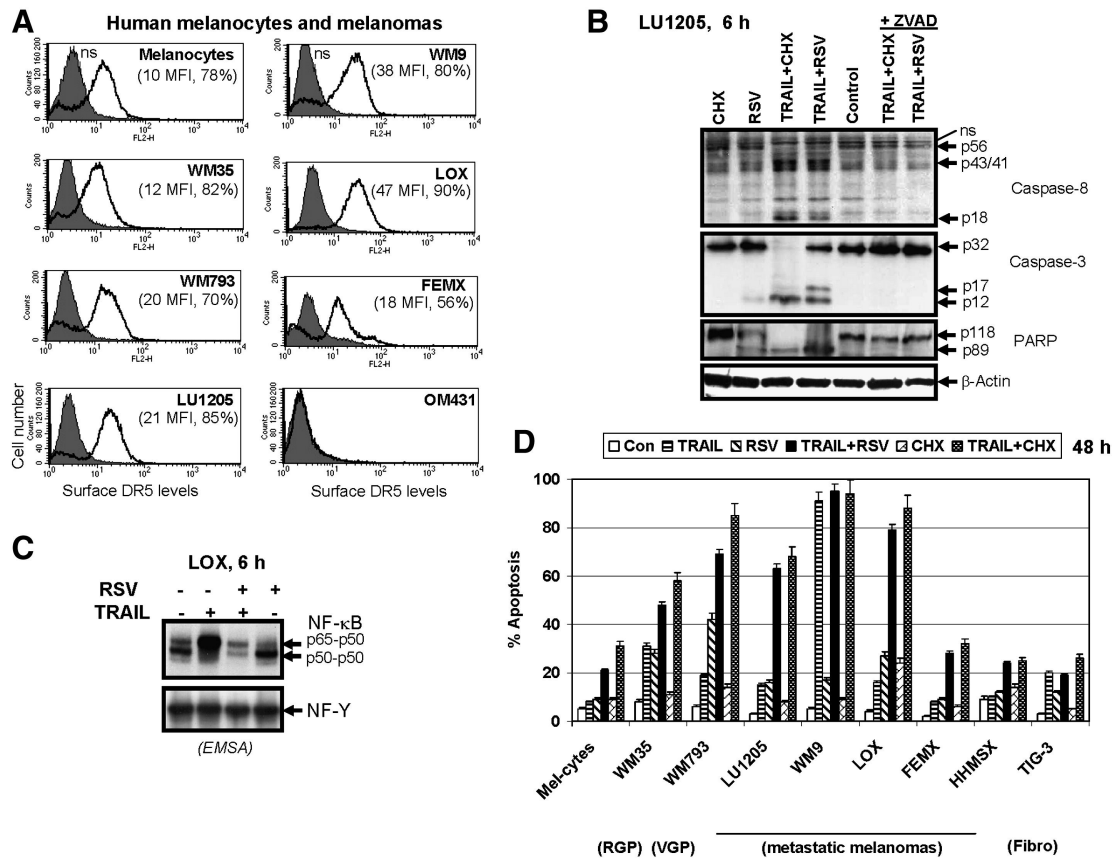 A
Human melanocytes and melanomas
Melanocytes
ns
(10 MFI, 78%)
WM9
ns
(38 MFI, 80%)
WM35
(12 MFI, 82%)
LOX
(47 MFI, 90%)
WM793
(20 MFI, 70%)
FEMX
(18 MFI, 56%)
LU1205
(21 MFI, 85%)
OM431
Counts
FL2-H
Cell number
Surface DR5 levels
Surface DR5 levels
B
LU1205, 6 h
+ ZVAD
CHX
RSV
TRAIL+CHX
TRAIL+RSV
Control
TRAIL+CHX
TRAIL+RSV
ns
p56
p43/41
Caspase-8
p18
p32
Caspase-3
p17
p12
p118
PARP
p89
β-Actin
C
LOX, 6 h
RSV - - + +
TRAIL - + + -
NF-κB
p65-p50
p50-p50
NF-Y
(EMSA)
D
Con TRAIL RSV TRAIL+RSV CHX TRAIL+CHX
48 h
% Apoptosis
100
80
60
40
20
0
Mel-cytes
WM35
WM793
LU1205
WM9
LOX
FEMX
HHMSX
TIG-3
(RGP) (VGP) (metastatic melanomas) (Fibro)